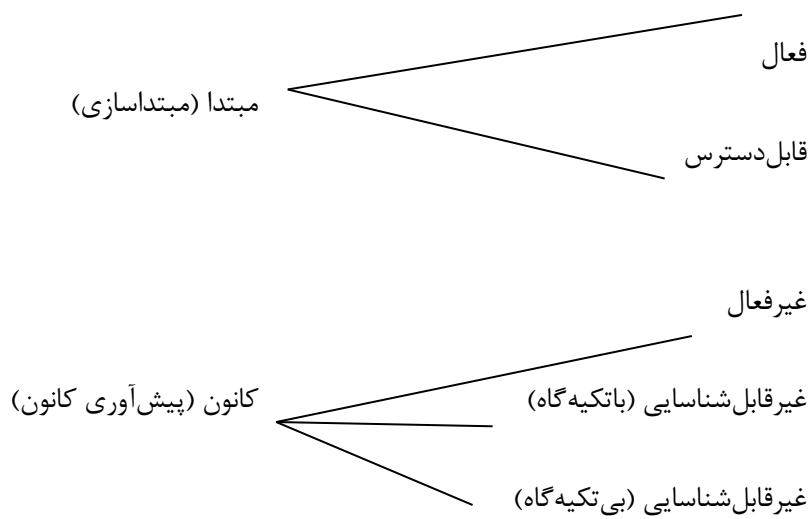 فعال
مبتدا (مبتداسازی)
قابل‌دسترس
غیرفعال
غیرقابل‌شناسایی (باتکیه‌گاه)
کانون (پیش‌آوری کانون)
غیرقابل‌شناسایی (بی‌تکیه‌گاه)